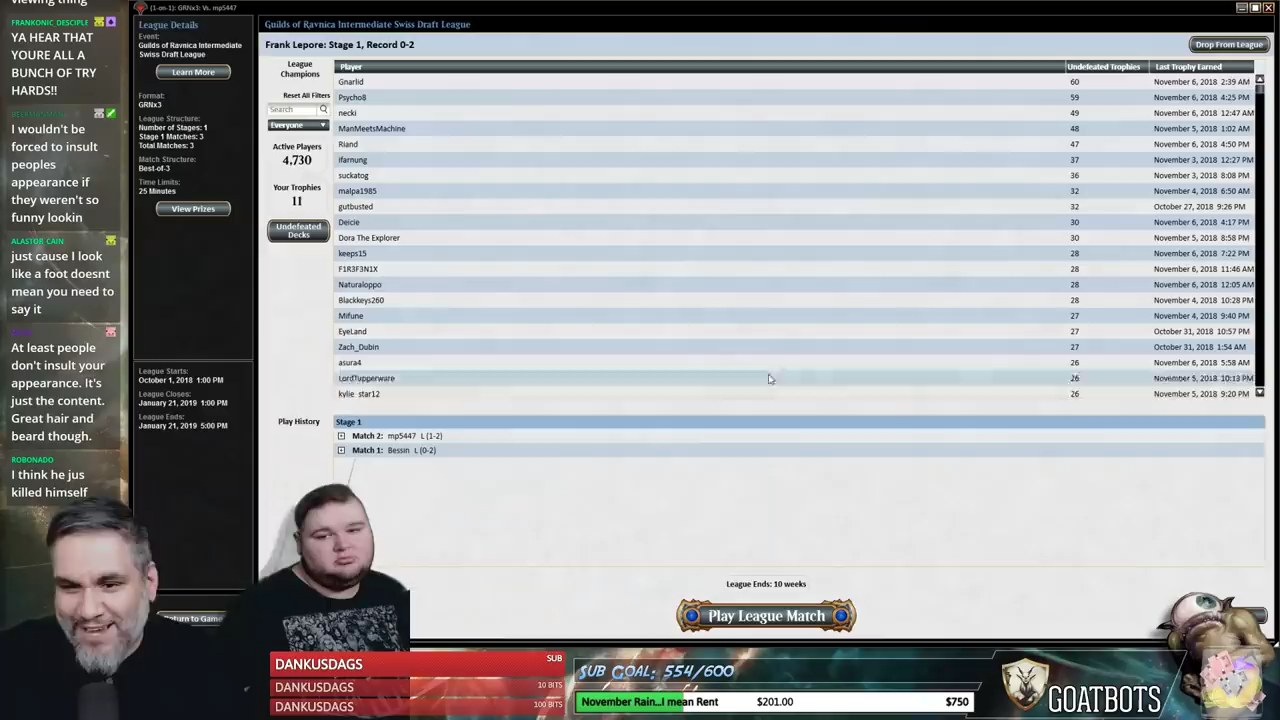 viewing thing
FRANKONIC_DISCIPLE
YA HEAR THAT
YOURE ALL A
BUNCH OF TRY
HARDS!!
I wouldn't be
forced to insult
peoples
appearance if
they weren't so
funny lookin
ALASTOR_CAIN
just cause I look
like a foot doesnt
mean you need to
say it
At least people
don't insult your
appearance. It's
just the content.
Great hair and
beard though.
ROBONADO
I think he jus
killed himself
(1-on-1): GRNx3: Vs. mp5447
League Details
Event:
Guilds of Ravnica Intermediate
Swiss Draft League
Learn More
Format:
GRNx3
League Structure:
Number of Stages: 1
Stage 1 Matches: 3
Total Matches: 3
Match Structure:
Best-of-3
Time Limits:
25 Minutes
View Prizes
League Starts:
October 1, 2018 1:00 PM
League Closes:
January 21, 2019 1:00 PM
League Ends:
January 21, 2019 5:00 PM
Return to Game
Guilds of Ravnica Intermediate Swiss Draft League
Frank Lepore: Stage 1, Record 0-2
Drop From League
League
Champions
Reset All Filters
Search
Everyone
Active Players
4,730
Your Trophies
11
Undefeated
Decks
Player Undefeated Trophies Last Trophy Earned
Gnarlid 60 November 6, 2018 2:39 AM
Psycho8 59 November 6, 2018 4:25 PM
necki 49 November 6, 2018 12:47 AM
ManMeetsMachine 48 November 5, 2018 1:02 AM
Riand 47 November 6, 2018 4:50 PM
ifarnung 37 November 3, 2018 12:27 PM
suckatog 36 November 3, 2018 8:08 PM
malpa1985 32 November 4, 2018 6:50 AM
gutbusted 32 October 27, 2018 9:26 PM
Deicie 30 November 6, 2018 4:17 PM
Dora The Explorer 30 November 5, 2018 8:58 PM
keeps15 28 November 6, 2018 7:22 PM
F1R3F3N1X 28 November 6, 2018 11:46 AM
Naturaloppo 28 November 6, 2018 12:05 AM
Blackkeys260 28 November 4, 2018 10:28 PM
Mifune 27 November 4, 2018 9:40 PM
EyeLand 27 October 31, 2018 10:57 PM
Zach_Dubin 27 October 31, 2018 1:54 AM
asura4 26 November 6, 2018 5:58 AM
LordTupperware 26 November 5, 2018 10:13 PM
kylie_star12 26 November 5, 2018 9:20 PM
Play History
Stage 1
Match 2: mp5447 L (1-2)
Match 1: Bessin L (0-2)
League Ends: 10 weeks
Play League Match
DANKUSDAGS SUB
DANKUSDAGS 10 BITS
DANKUSDAGS 100 BITS
SUB GOAL: 554/600
November Rain...I mean Rent $201.00 $750
GOATBOTS